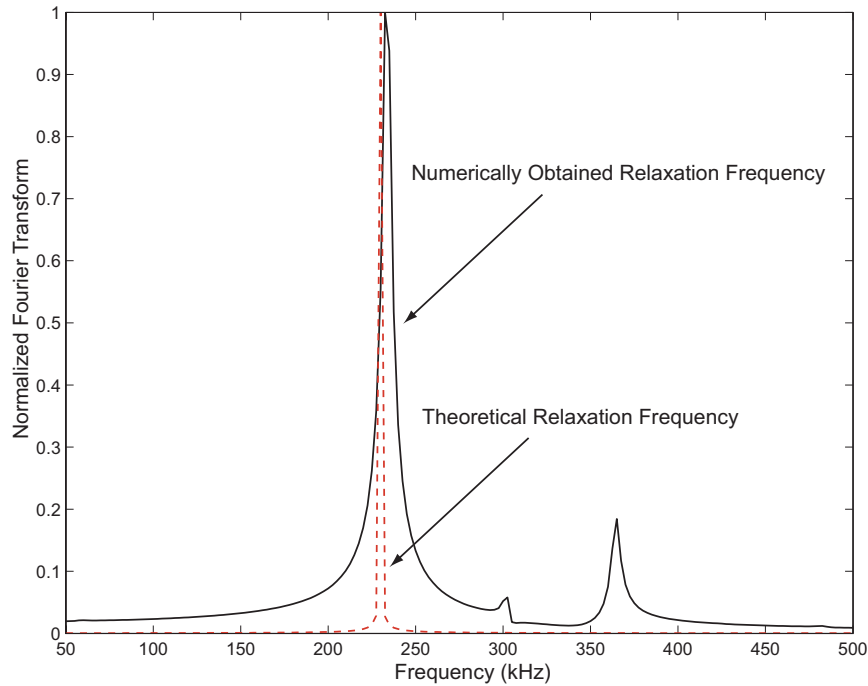 1
0.9
0.8
0.7
0.6
0.5
0.4
0.3
0.2
0.1
0
Normalized Fourier Transform
Numerically Obtained Relaxation Frequency
Theoretical Relaxation Frequency
50 100 150 200 250 300 350 400 450 500
Frequency (kHz)